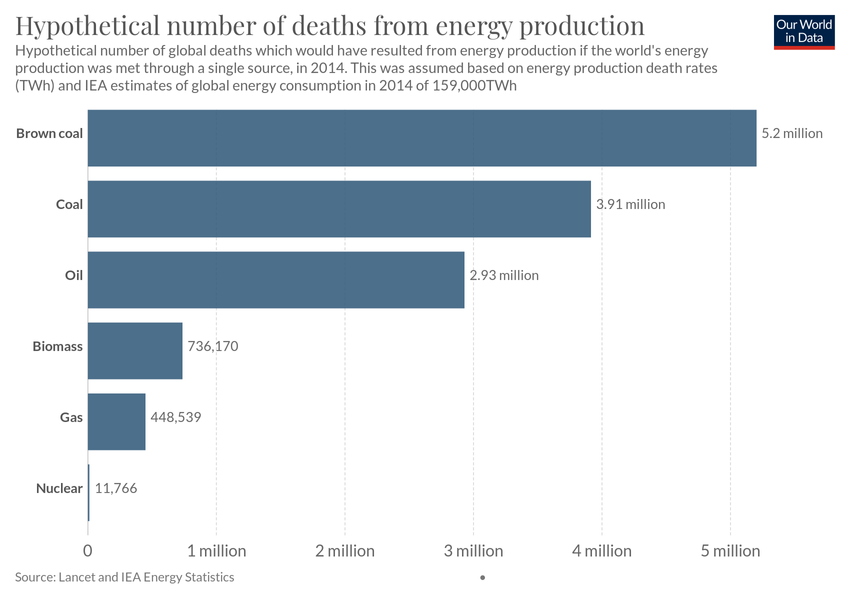 Hypothetical number of deaths from energy production
Our World
in Data
Hypothetical number of global deaths which would have resulted from energy production if the world's energy
production was met through a single source, in 2014. This was assumed based on energy production death rates
(TWh) and IEA estimates of global energy consumption in 2014 of 159,000TWh
Brown coal 5.2 million
Coal 3.91 million
Oil 2.93 million
Biomass 736,170
Gas 448,539
Nuclear 11,766
0 1 million 2 million 3 million 4 million 5 million
Source: Lancet and IEA Energy Statistics •